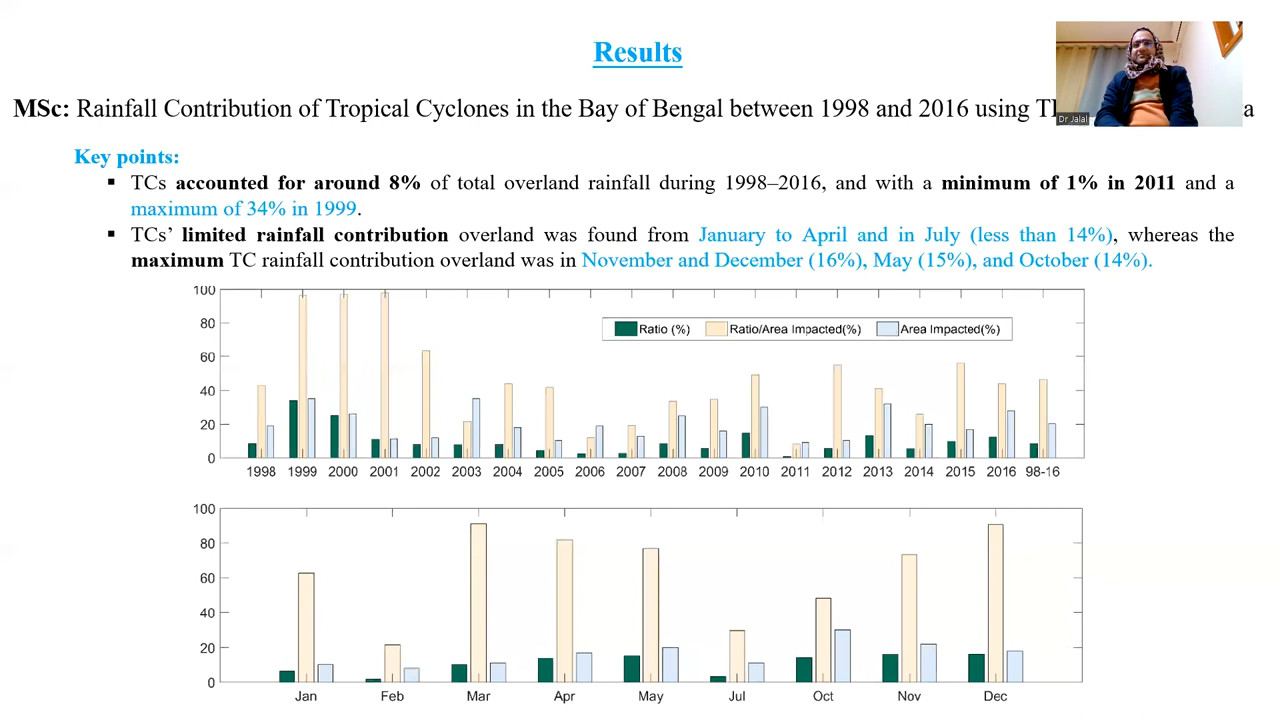 Results
MSc: Rainfall Contribution of Tropical Cyclones in the Bay of Bengal between 1998 and 2016 using
Dr Jalal
Key points:
▪ TCs accounted for around 8% of total overland rainfall during 1998–2016, and with a minimum of 1% in 2011 and a
maximum of 34% in 1999.
▪ TCs’ limited rainfall contribution overland was found from January to April and in July (less than 14%), whereas the
maximum TC rainfall contribution overland was in November and December (16%), May (15%), and October (14%).
100
Ratio (%) Ratio/Area Impacted(%) Area Impacted(%)
80
60
40
20
0
1998 1999 2000 2001 2002 2003 2004 2005 2006 2007 2008 2009 2010 2011 2012 2013 2014 2015 2016 98-16
100
80
60
40
20
0
Jan Feb Mar Apr May Jul Oct Nov Dec